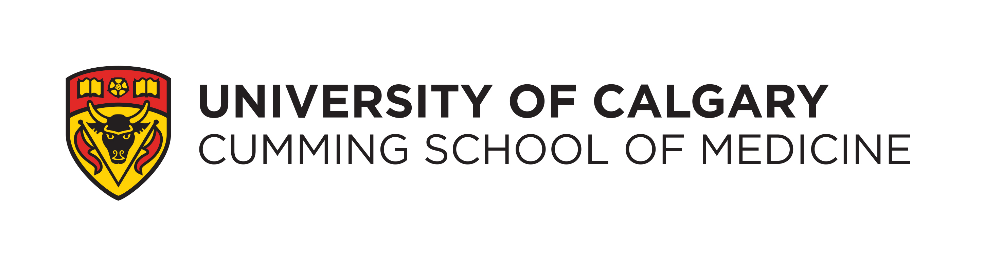 UNIVERSITY OF CALGARY
CUMMING SCHOOL OF MEDICINE